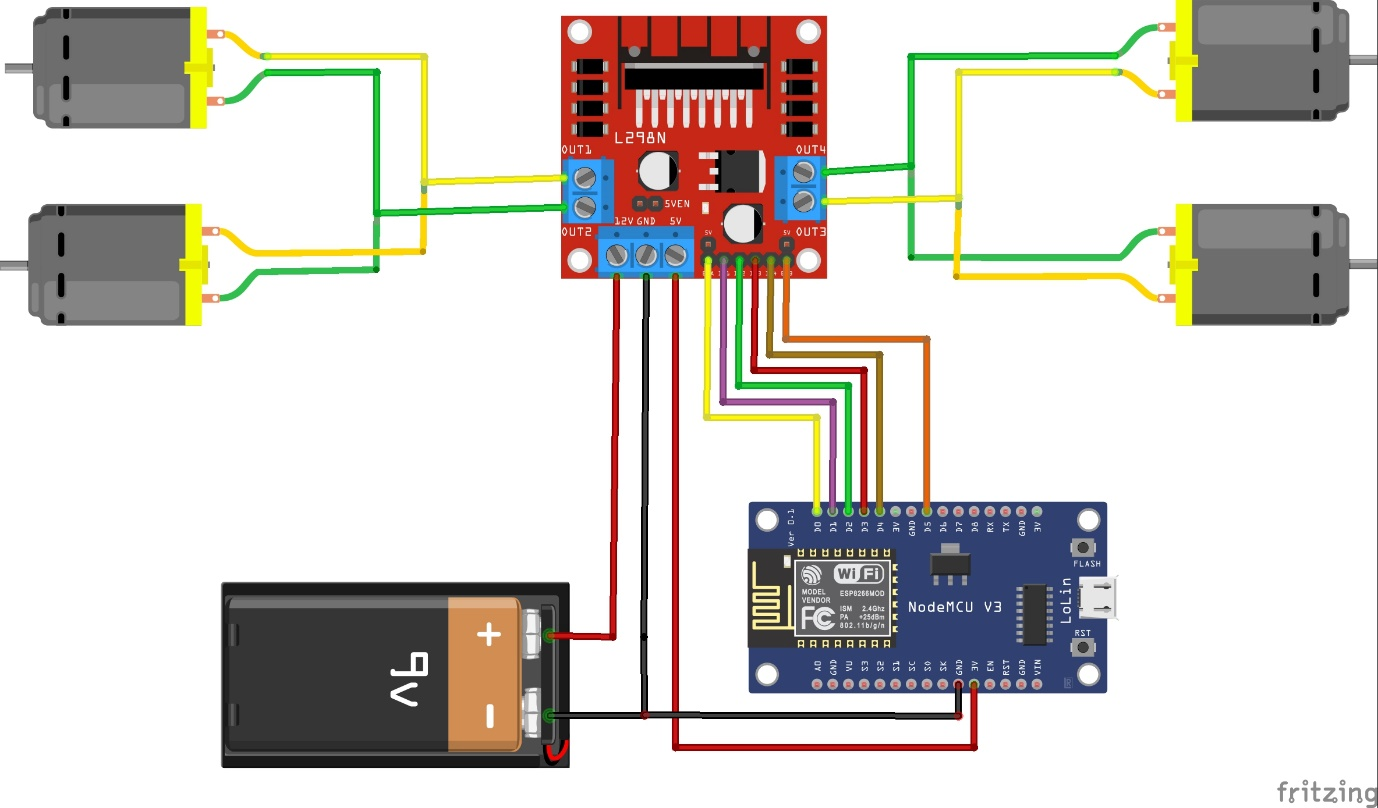 L298N
OUT1
OUT4
5VEN
12V GND 5V
OUT2
OUT3
5V
5V
Ver 0.1
D0
D1
D2
D3
D4
3V
GND
D5
D6
D7
D8
RX
TX
GND
3V
FLASH
WiFi
MODEL
VENDOR
ESP8266MOD
FC
ISM 2.4Ghz
PA +25dBm
802.11b/g/n
NodeMCU V3
LoLin
RST
A0
GND
VU
S3
S2
S1
SC
S0
SK
GND
3V
EN
RST
GND
VIN
+
9V
-
fritzing